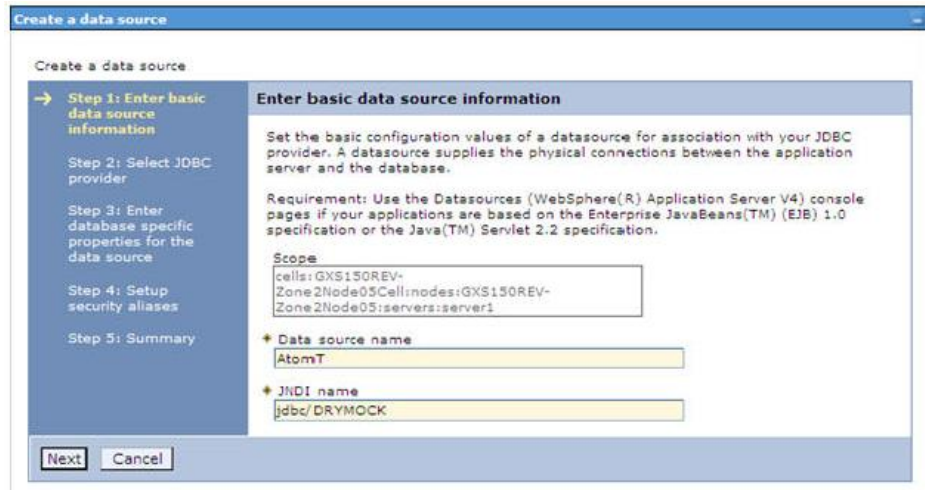 Create a data source
Create a data source
Step 1: Enter basic
data source
information
Step 2: Select JDBC
provider
Step 3: Enter
database specific
properties for the
data source
Step 4: Setup
security aliases
Step 5: Summary
Enter basic data source information
Set the basic configuration values of a datasource for association with your JDBC
provider. A datasource supplies the physical connections between the application
server and the database.
Requirement: Use the Datasources (WebSphere(R) Application Server V4) console
pages if your applications are based on the Enterprise JavaBeans(TM) (EJB) 1.0
specification or the Java(TM) Servlet 2.2 specification.
Scope
cells:GXS150REV-
Zone2Node05Cell:nodes:GXS150REV-
Zone2Node05:servers:server1
Data source name
AtomT
JNDI name
jdbc/DRYMOCK
Next Cancel